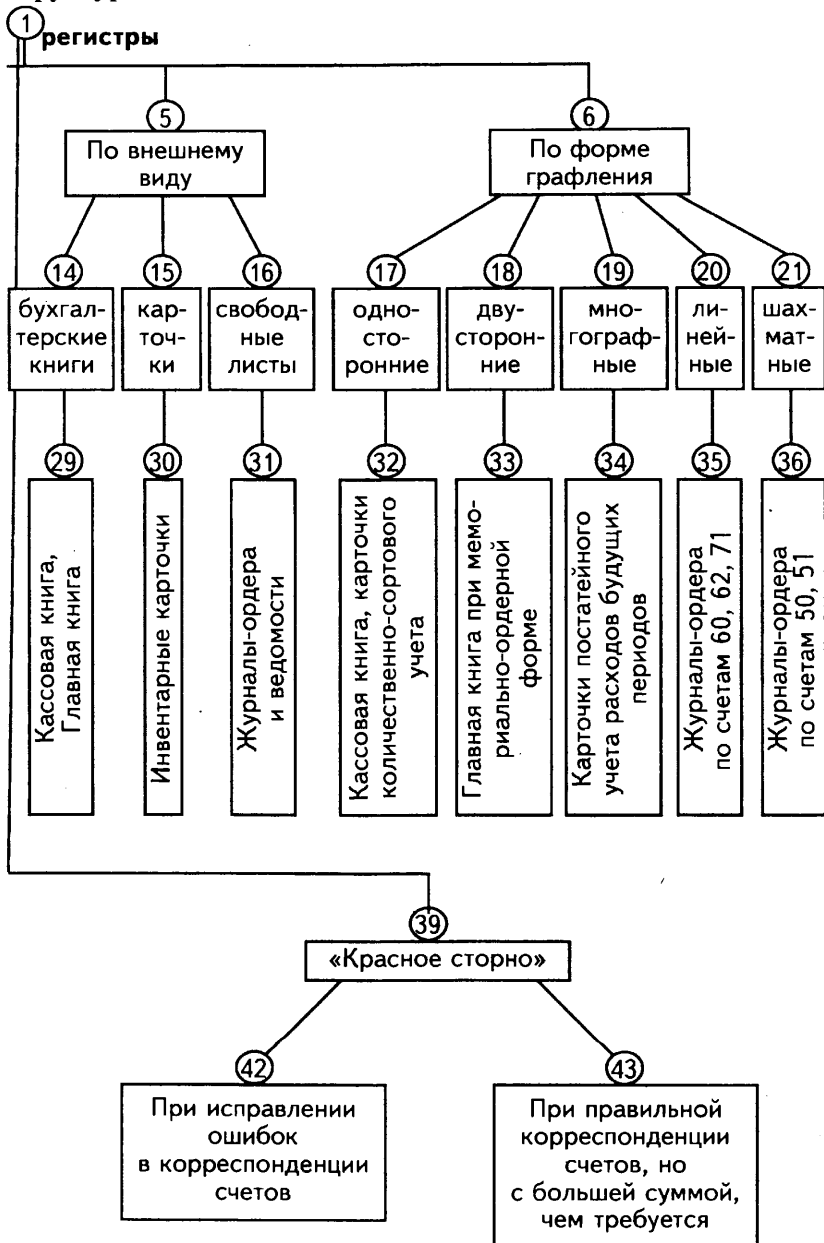 1
регистры
5
6
По внешнему
виду
По форме
графления
14
15
16
17
18
19
20
21
бухгал-
терские
книги
кар-
точ-
ки
свобод-
ные
листы
одно-
сто-
ронние
дву-
сторон-
ние
мно-
гограф-
ные
ли-
ней-
ные
шах-
мат-
ные
29
30
31
32
33
34
35
36
Кассовая книга,
Главная книга
Инвентарные карточки
Журналы-ордера
и ведомости
Кассовая книга, карточки
количественно-сортового
учета
Главная книга при мемо-
риально-ордерной
форме
Карточки постатейного
учета расходов будущих
периодов
Журналы-ордера
по счетам 60, 62, 71
Журналы-ордера
по счетам 50, 51
39
«Красное сторно»
42
43
При исправлении
ошибок
в корреспонденции
счетов
При правильной
корреспонденции
счетов, но
с большей суммой,
чем требуется